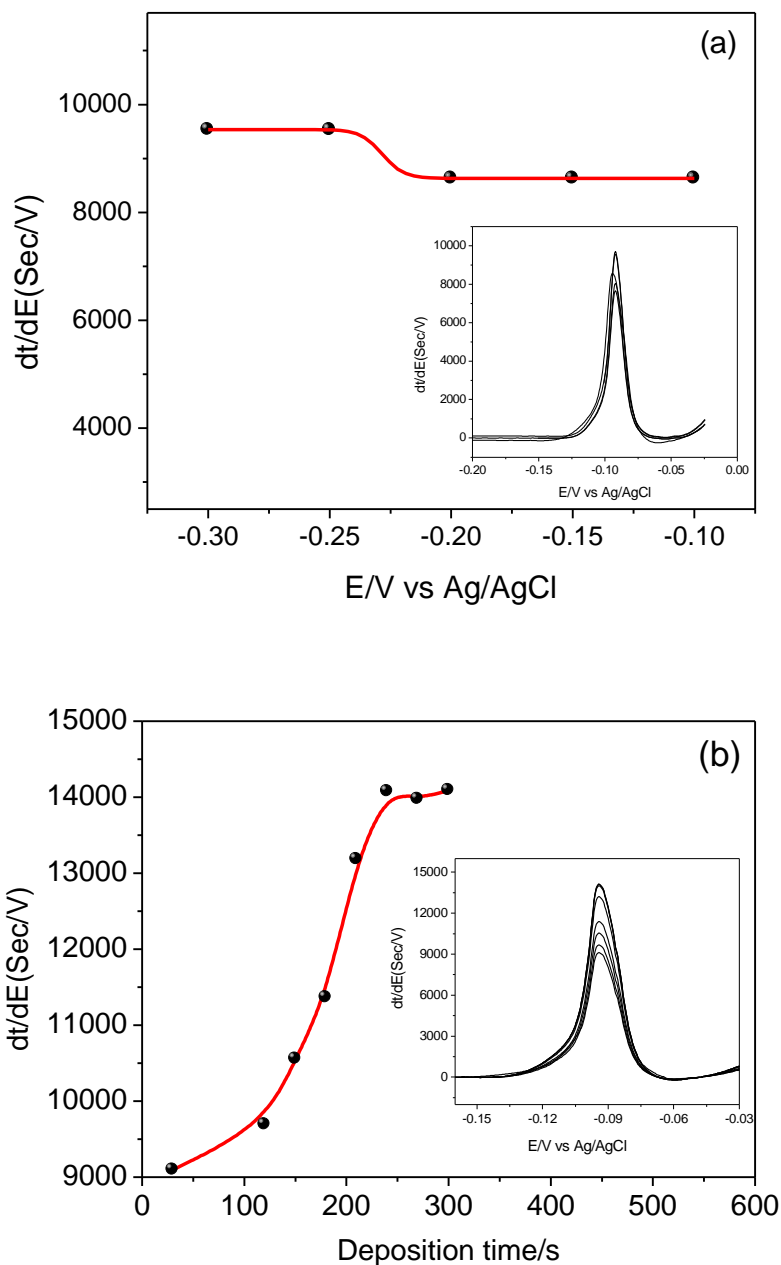 (a)
10000
8000
6000
4000
dt/dE(Sec/V)
-0.30 -0.25 -0.20 -0.15 -0.10
E/V vs Ag/AgCl
10000
8000
6000
4000
2000
0
dt/dE(Sec/V)
-0.20 -0.15 -0.10 -0.05 0.00
E/V vs Ag/AgCl
(b)
15000
14000
13000
12000
11000
10000
9000
dt/dE(Sec/V)
0 100 200 300 400 500 600
Deposition time/s
15000
12000
9000
6000
3000
0
dt/dE(Sec/V)
-0.15 -0.12 -0.09 -0.06 -0.03
E/V vs Ag/AgCl